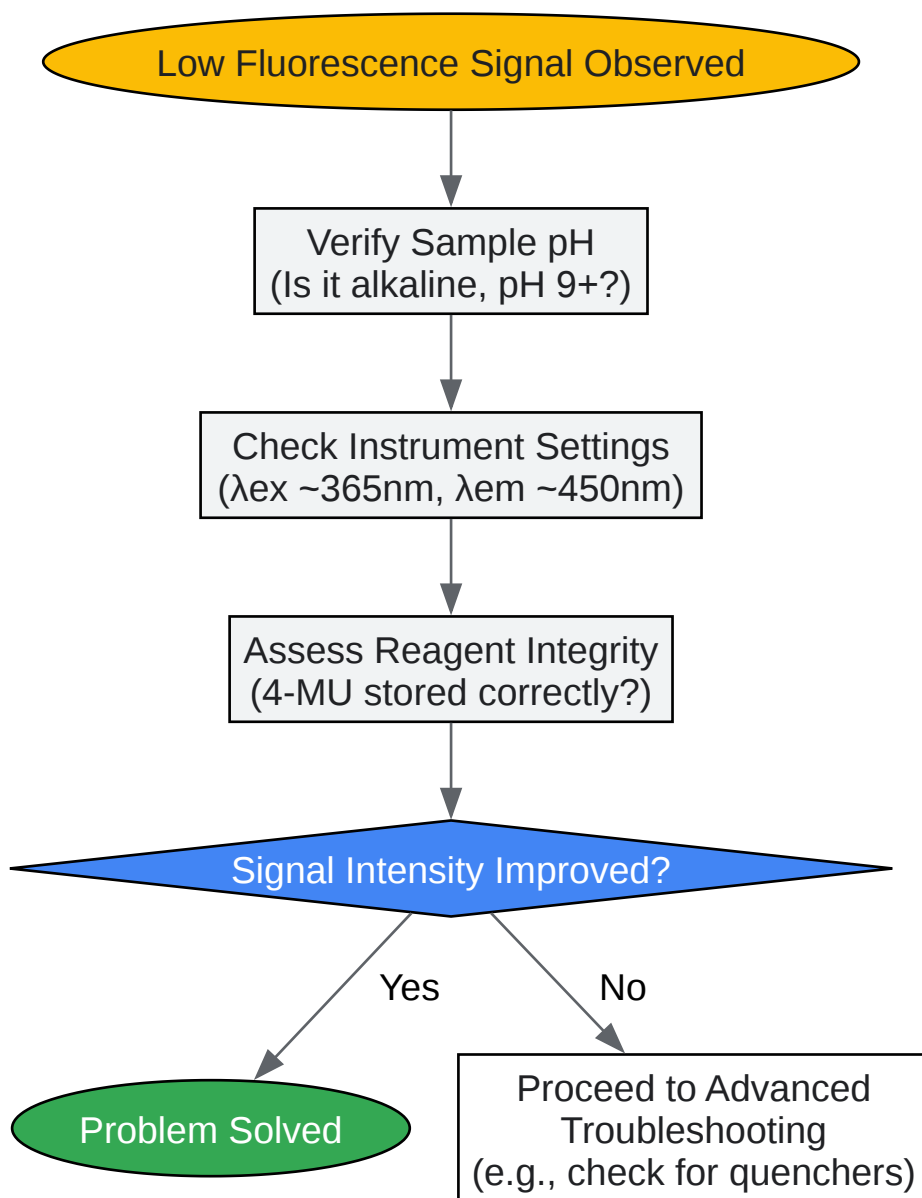 Low Fluorescence Signal Observed
Verify Sample pH
(Is it alkaline, pH 9+?)
Check Instrument Settings
(λex ~365nm, λem ~450nm)
Assess Reagent Integrity
(4-MU stored correctly?)
Signal Intensity Improved?
Yes
No
Problem Solved
Proceed to Advanced
Troubleshooting
(e.g., check for quenchers)